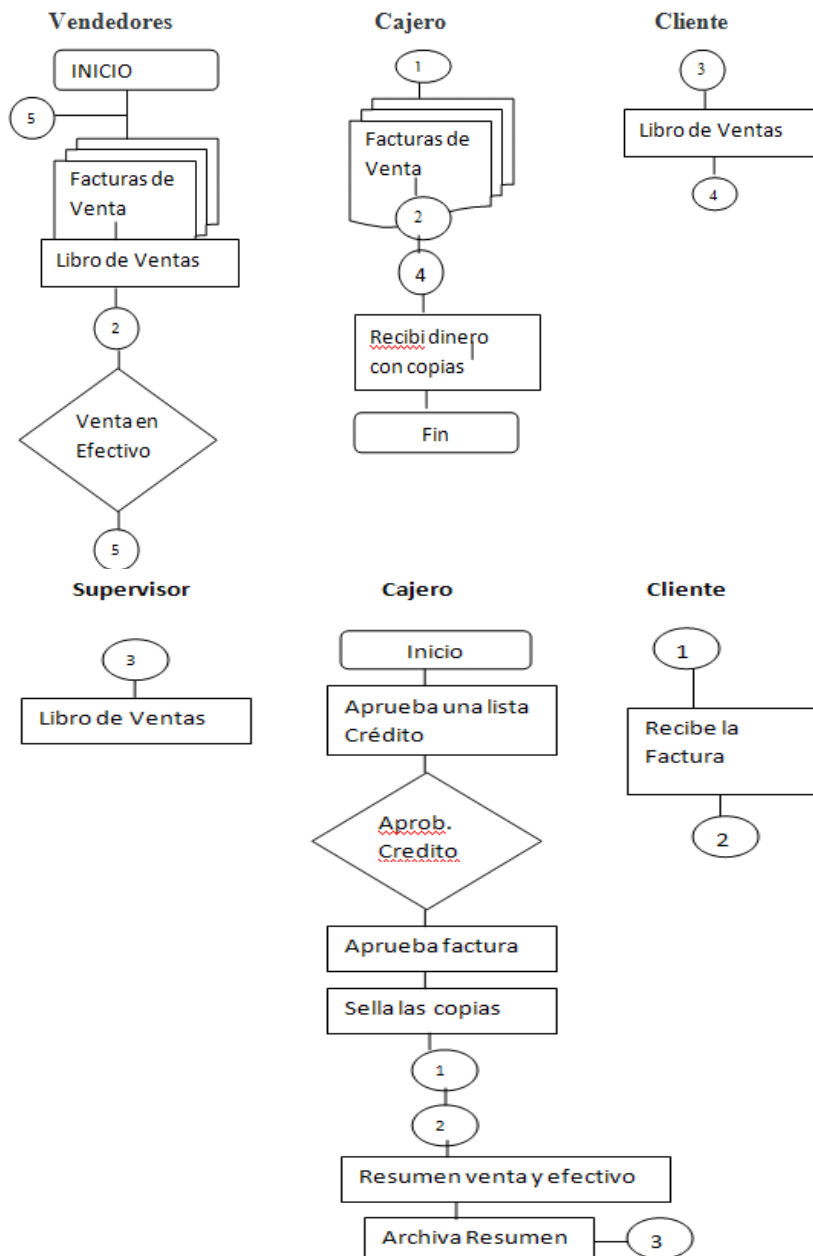 Vendedores
INICIO
5
Facturas de
Venta
Libro de Ventas
2
Venta en
Efectivo
5
Cajero
1
Facturas de
Venta
2
4
Recibi dinero
con copias
Fin
Cliente
3
Libro de Ventas
4
Supervisor
3
Libro de Ventas
Cajero
Inicio
Aprueba una lista
Crédito
Aprob.
Credito
Aprueba factura
Sella las copias
1
2
Resumen venta y efectivo
Archiva Resumen
3
Cliente
1
Recibe la
Factura
2